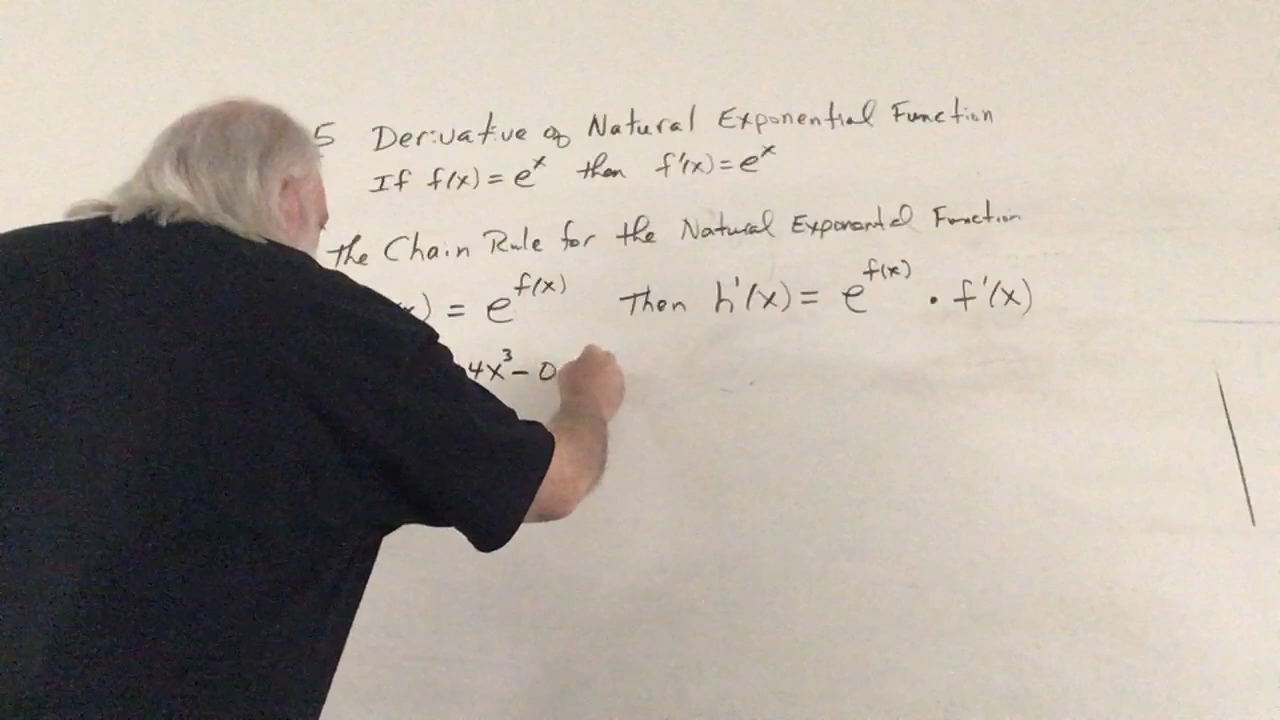 5 Derivative of Natural Exponential Function
If f(x) = e^x then f'(x) = e^x
the Chain Rule for the Natural Exponential Function
x) = e^f(x) Then h'(x) = e^f(x) · f'(x)
4x³ - 0